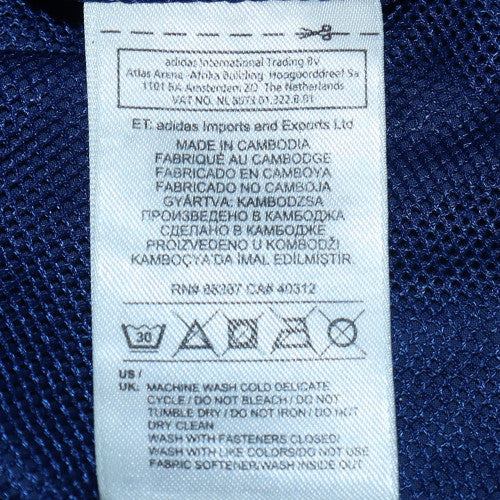 adidas International Trading BV
Atlas Arena -Afrika Building Hoogoorddreef 9a
1101 BA Amsterdam ZO The Netherlands
VAT NO. NL 8073.01.322.B.01
ET: adidas Imports and Exports Ltd
MADE IN CAMBODIA
FABRIQUÉ AU CAMBODGE
FABRICADO EN CAMBOYA
FABRICADO NO CAMBOJA
GYÁRTVA: KAMBODZSA
ПРОИЗВЕДЕНО В КАМБОДЖА
СДЕЛАНО В КАМБОДЖЕ
PROIZVEDENO U KOMBODŽI
KAMBOÇYA'DA İMAL EDİLMİŞTİR
RN# 88387 CA# 40312
30
US /
UK: MACHINE WASH COLD DELICATE
CYCLE / DO NOT BLEACH / DO NOT
TUMBLE DRY / DO NOT IRON / DO NOT
DRY CLEAN
WASH WITH FASTENERS CLOSED/
WASH WITH LIKE COLORS/DO NOT USE
FABRIC SOFTENER/WASH INSIDE OUT